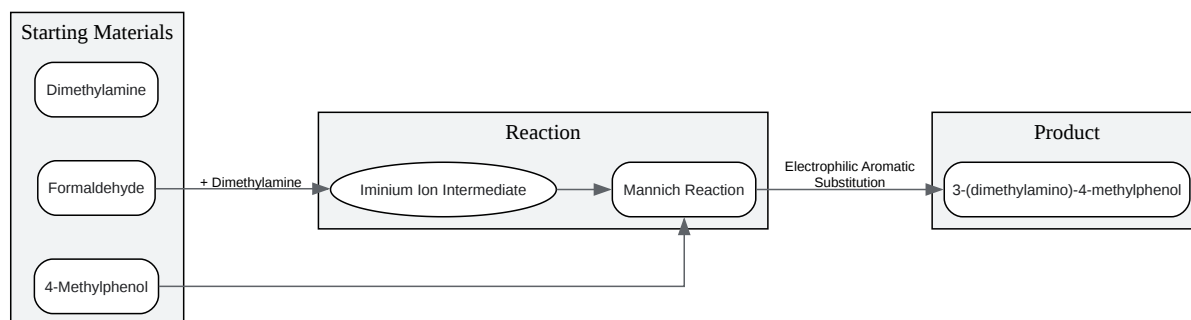 Starting Materials
Dimethylamine
Formaldehyde
4-Methylphenol
+ Dimethylamine
Reaction
Iminium Ion Intermediate
Mannich Reaction
Electrophilic Aromatic
Substitution
Product
3-(dimethylamino)-4-methylphenol